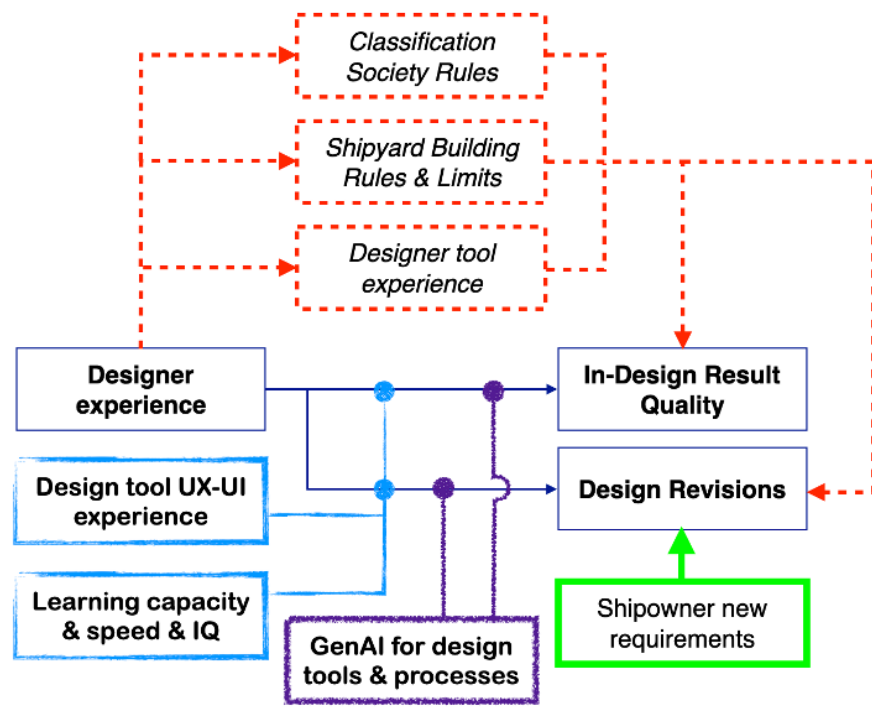 Classification
Society Rules
Shipyard Building
Rules & Limits
Designer tool
experience
Designer
experience
In-Design Result
Quality
Design tool UX-UI
experience
Design Revisions
Learning capacity
& speed & IQ
GenAI for design
tools & processes
Shipowner new
requirements